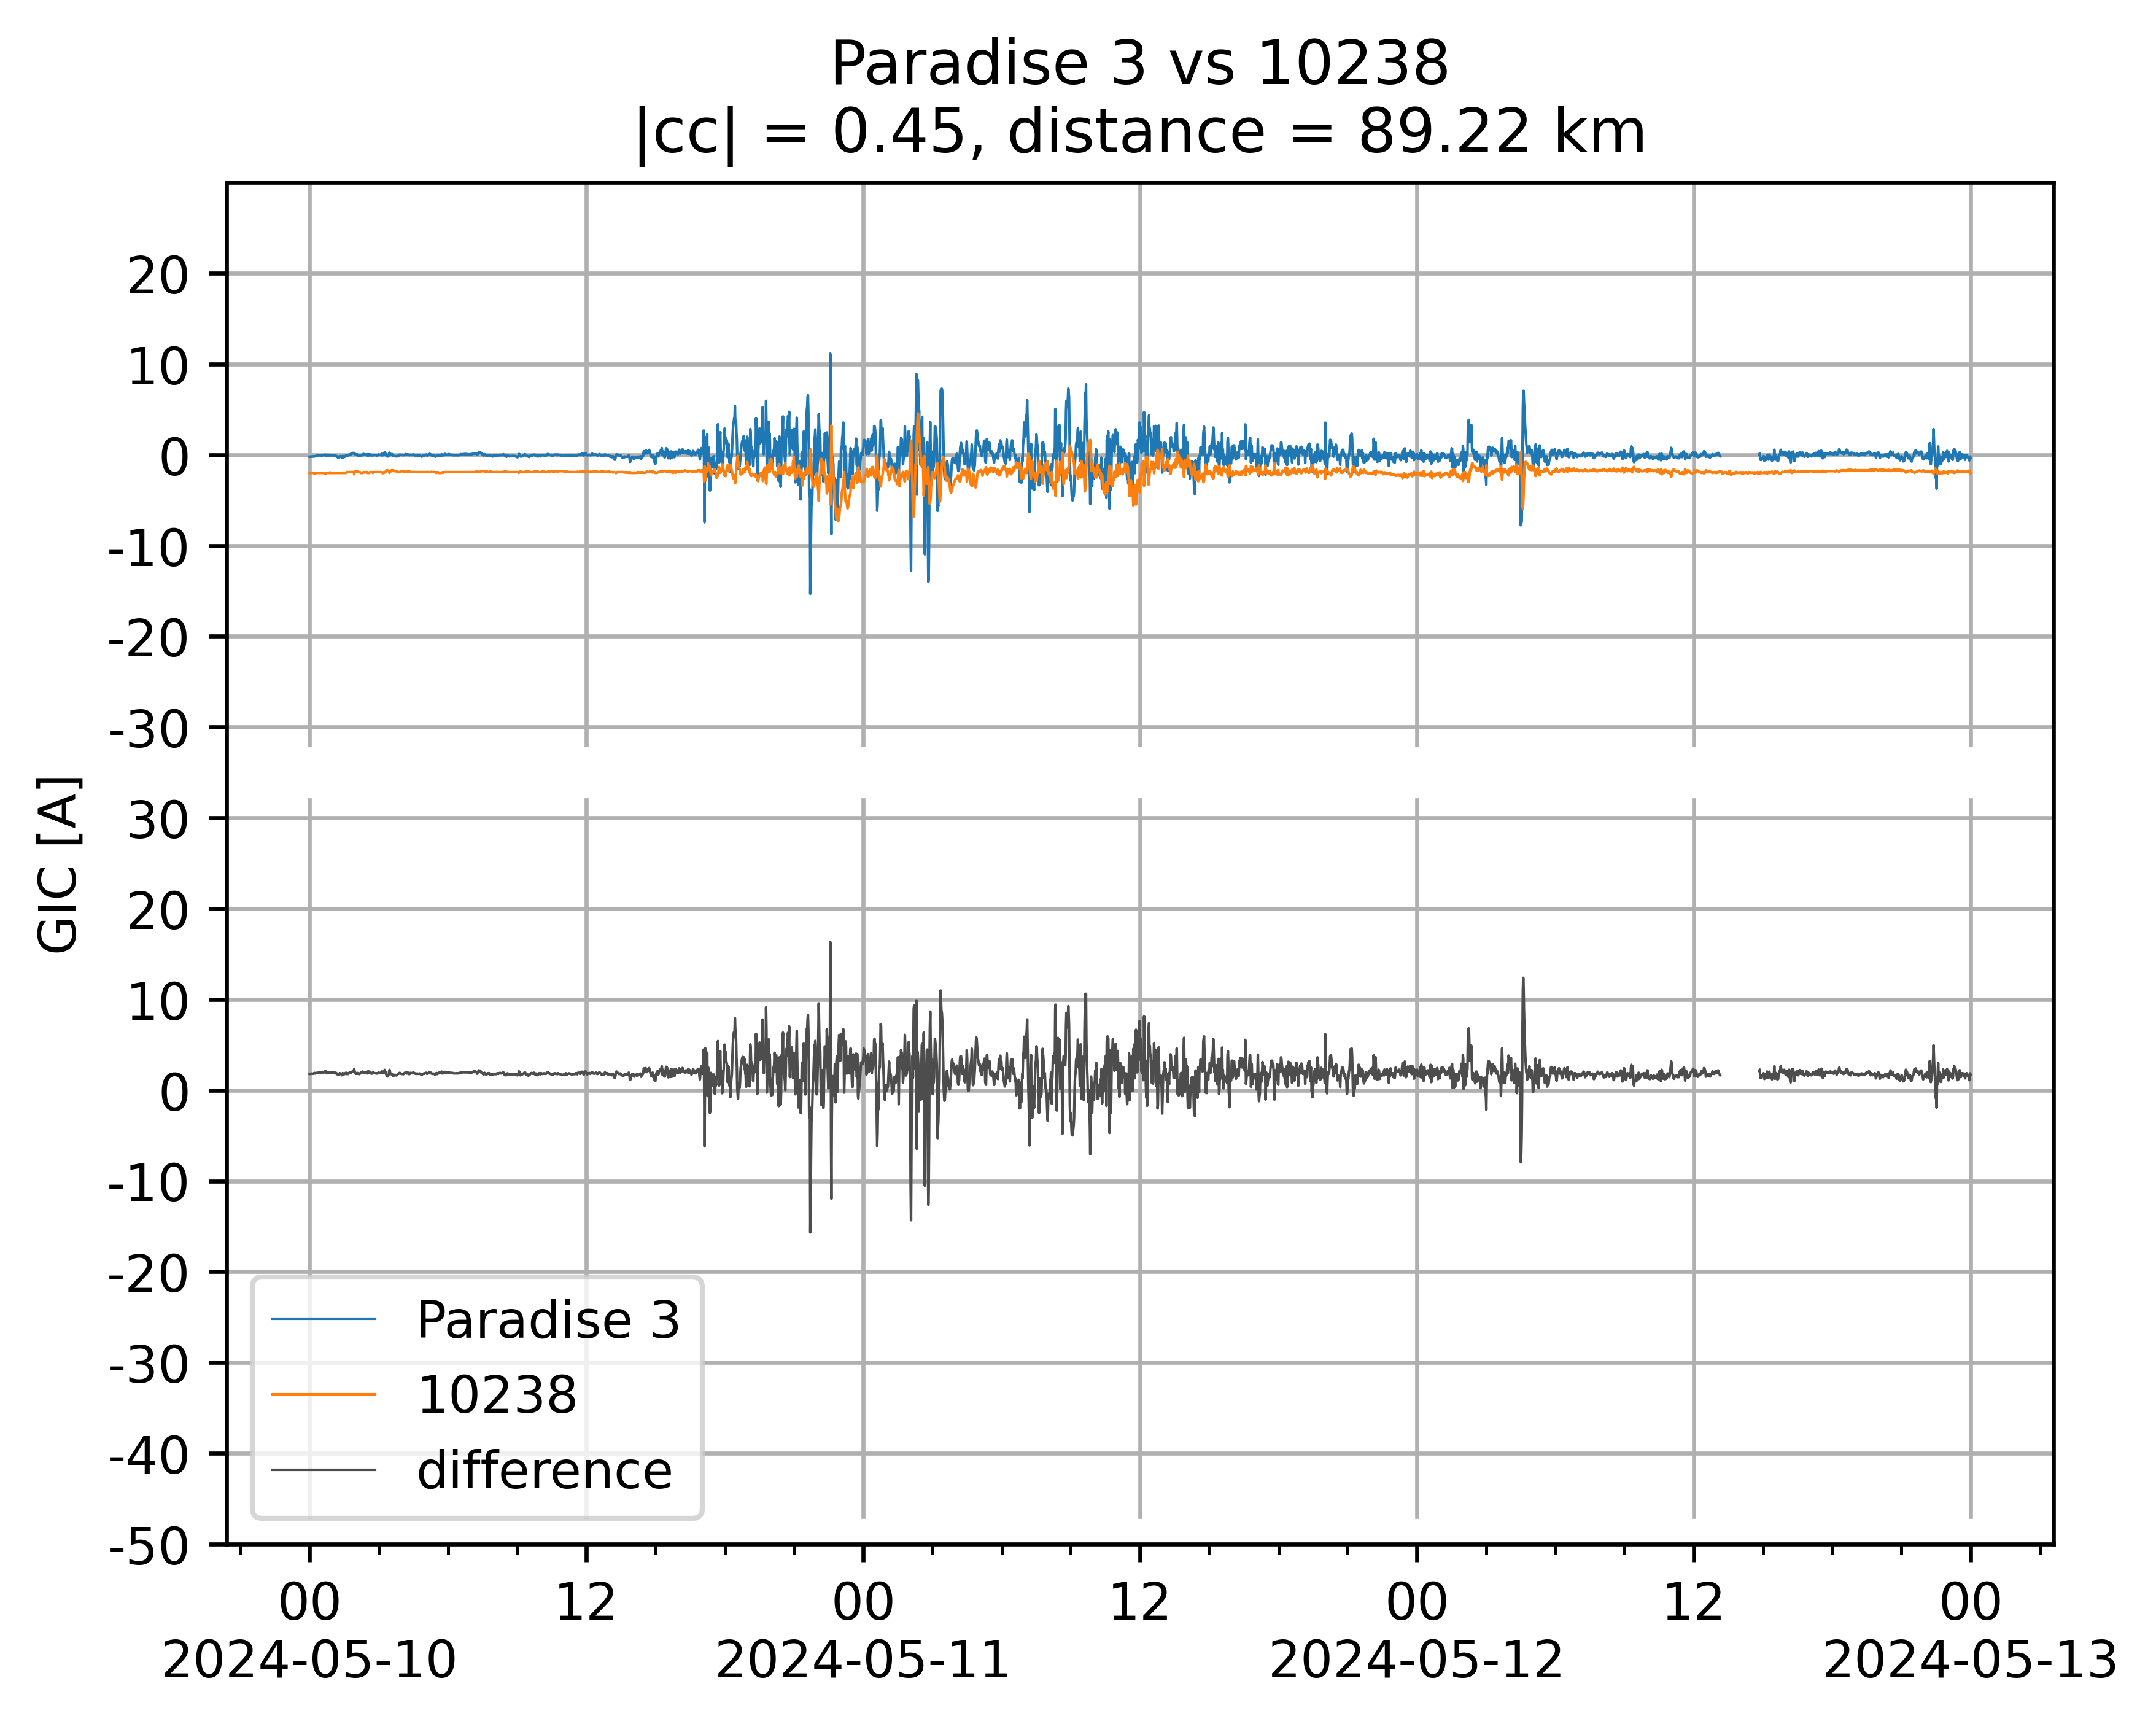 Paradise 3 vs 10238
|cc| = 0.45, distance = 89.22 km
GIC [A]
20
10
0
-10
-20
-30
30
20
10
0
-10
-20
-30
-40
-50
Paradise 3
10238
difference
00 12 00 12 00 12 00
2024-05-10 2024-05-11 2024-05-12 2024-05-13